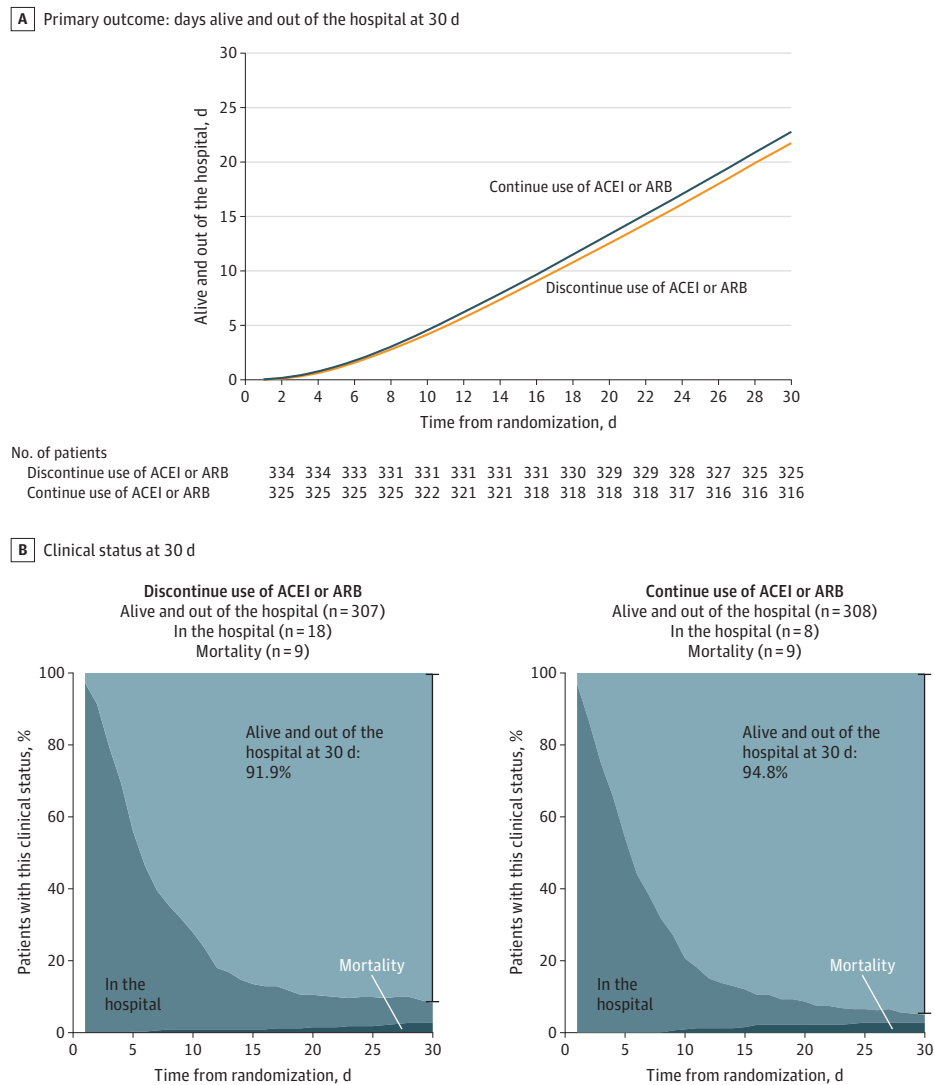 A Primary outcome: days alive and out of the hospital at 30 d
30
25
20
15
10
5
0
Alive and out of the hospital, d
Continue use of ACEI or ARB
Discontinue use of ACEI or ARB
0 2 4 6 8 10 12 14 16 18 20 22 24 26 28 30
Time from randomization, d
No. of patients
Discontinue use of ACEI or ARB 334 334 333 331 331 331 331 331 330 329 329 328 327 325 325
Continue use of ACEI or ARB 325 325 325 325 322 321 321 318 318 318 318 317 316 316 316
B Clinical status at 30 d
Discontinue use of ACEI or ARB
Alive and out of the hospital (n=307)
In the hospital (n=18)
Mortality (n=9)
100
80
60
40
20
0
Patients with this clinical status, %
Alive and out of the
hospital at 30 d:
91.9%
Mortality
In the
hospital
0 5 10 15 20 25 30
Time from randomization, d
Continue use of ACEI or ARB
Alive and out of the hospital (n=308)
In the hospital (n=8)
Mortality (n=9)
100
80
60
40
20
0
Patients with this clinical status, %
Alive and out of the
hospital at 30 d:
94.8%
Mortality
In the
hospital
0 5 10 15 20 25 30
Time from randomization, d